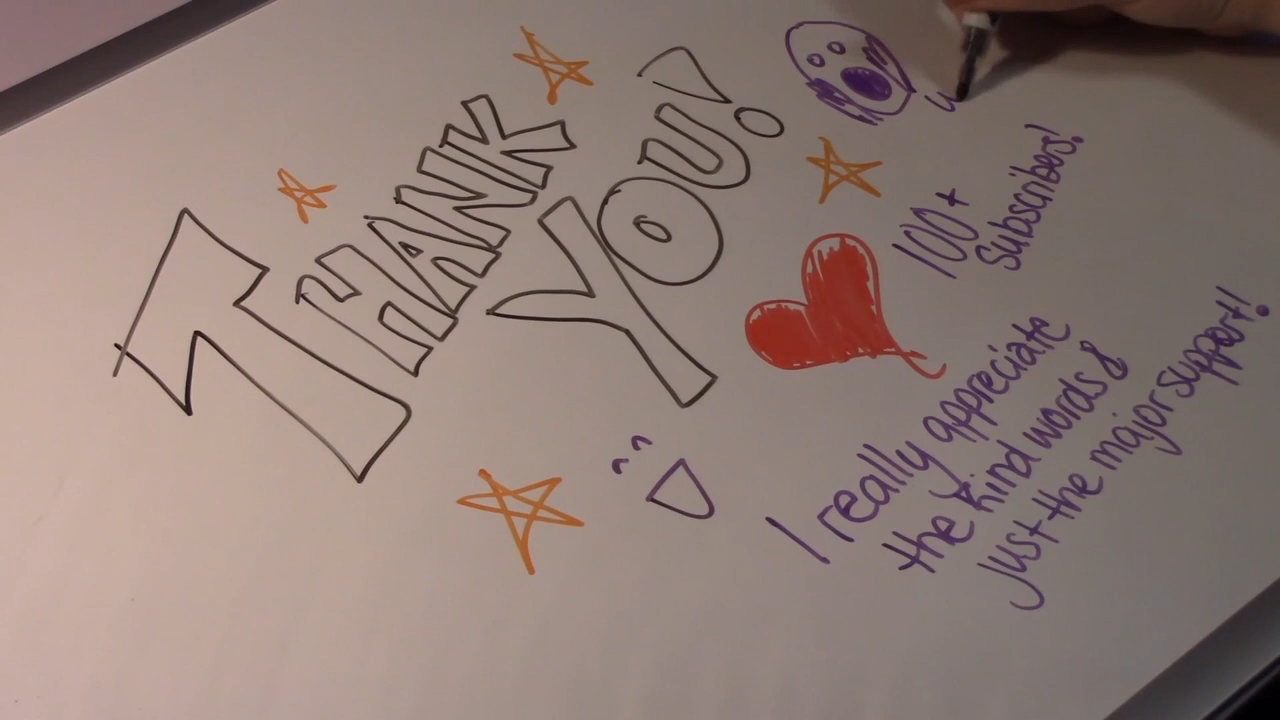 THANK
YOU!
100+
Subscribers!
I really appreciate
the kind words &
just the major support!